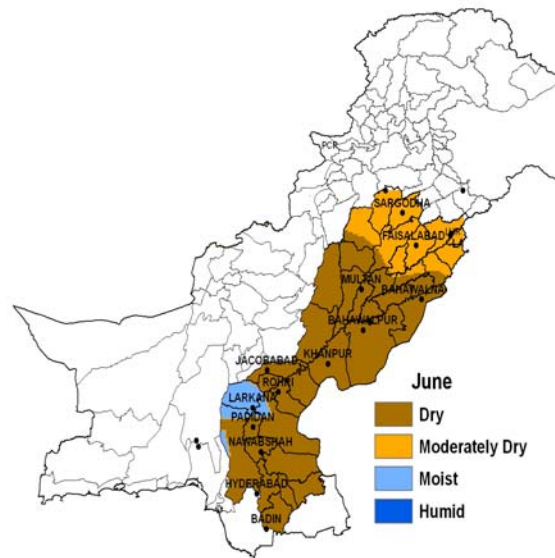 PCR
SARGODHA
FAISALABAD
LHR
MULTAN
BAHAWALNA
BAHAWALPUR
KHANPUR
JACOBABAD
ROHRI
LARKANA
PADIDAN
NAWABSHAH
HYDERABAD
BADIN
June
Dry
Moderately Dry
Moist
Humid